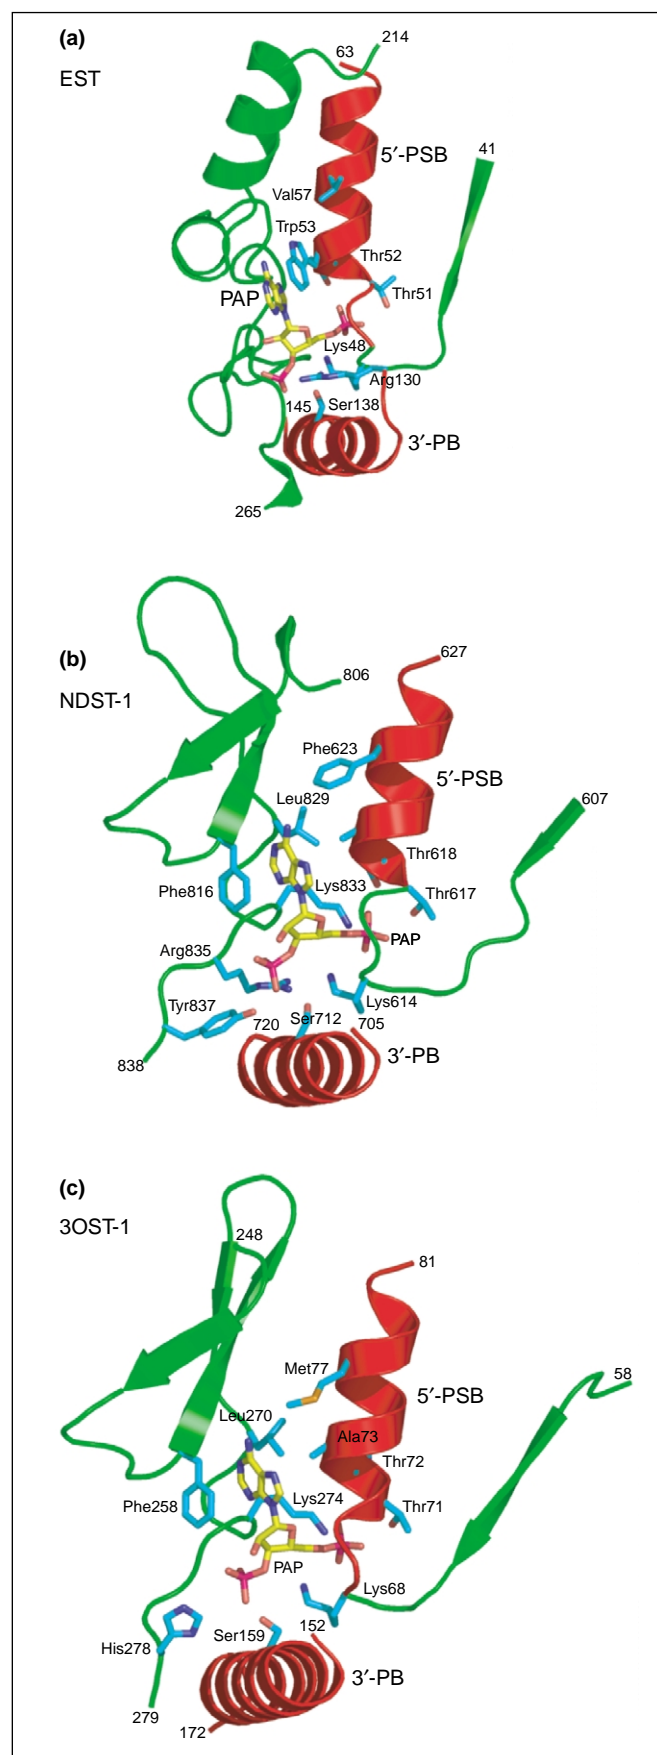 (a)
EST
63
214
5′-PSB
41
Val57
Trp53
Thr52
PAP
Thr51
Lys48
Arg130
145
Ser138
3′-PB
265
(b)
NDST-1
806
627
Phe623
5′-PSB
Leu829
607
Thr618
Phe816
Lys833
Thr617
PAP
Arg835
Lys614
Tyr837
720
Ser712
705
3′-PB
838
(c)
3OST-1
248
81
Met77
58
5′-PSB
Leu270
Ala73
Thr72
Lys274
Phe258
Thr71
PAP
Lys68
152
His278
Ser159
3′-PB
279
172